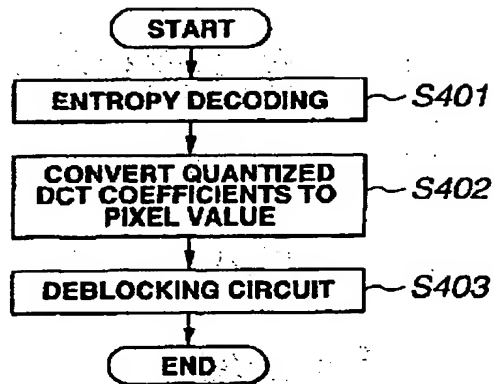 START
ENTROPY DECODING
S401
CONVERT QUANTIZED
DCT COEFFICIENTS TO
PIXEL VALUE
S402
DEBLOCKING CIRCUIT
S403
END